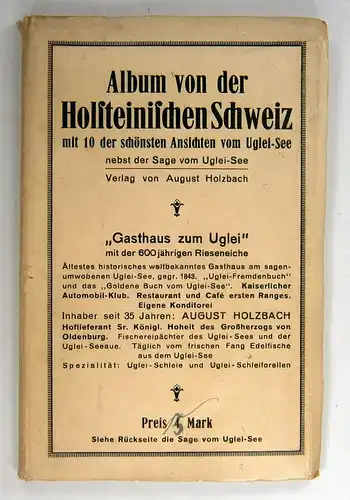 Album von der
Holsteinischen Schweiz
mit 10 der schönsten Ansichten vom Uglei-See
nebst der Sage vom Uglei-See
Verlag von August Holzbach
„Gasthaus zum Uglei"
mit der 600jährigen Rieseneiche
Ältestes historisches weltbekanntes Gasthaus am sagen-
umwobenen Uglei-See, gegr. 1843. „Uglei-Fremdenbuch"
und das „Goldene Buch vom Uglei-See". Kaiserlicher
Automobil-Klub. Restaurant und Café ersten Ranges.
Eigene Konditorei
Inhaber seit 35 Jahren: AUGUST HOLZBACH
Hoflieferant Sr. Königl. Hoheit des Großherzogs von
Oldenburg. Fischereipächter des Uglei-Sees und der
Uglei-Seeaue. Täglich vom frischen Fang Edelfische
aus dem Uglei-See
Spezialität: Uglei-Schleie und Uglei-Schleiforellen
Preis 5 Mark
Siehe Rückseite die Sage vom Uglei-See